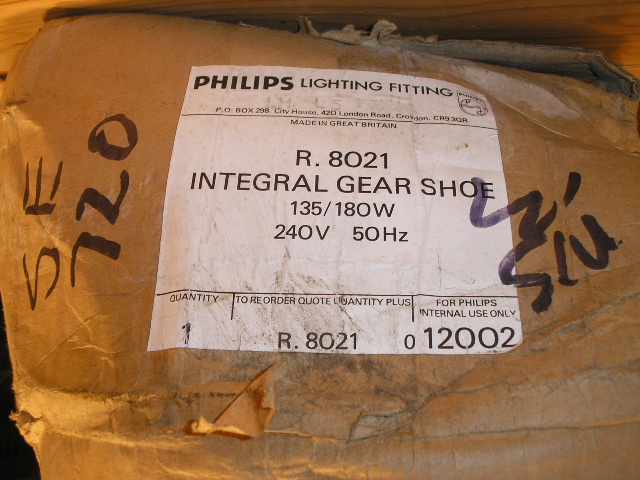 PHILIPS LIGHTING FITTING
P.O. BOX 298, City House, 420 London Road, Croydon, CR9 3QR
MADE IN GREAT BRITAIN
R. 8021
INTEGRAL GEAR SHOE
135/180W
240V 50Hz
QUANTITY
1
TO REORDER QUOTE QUANTITY PLUS
R. 8021
FOR PHILIPS
INTERNAL USE ONLY
0 12002
SE
720